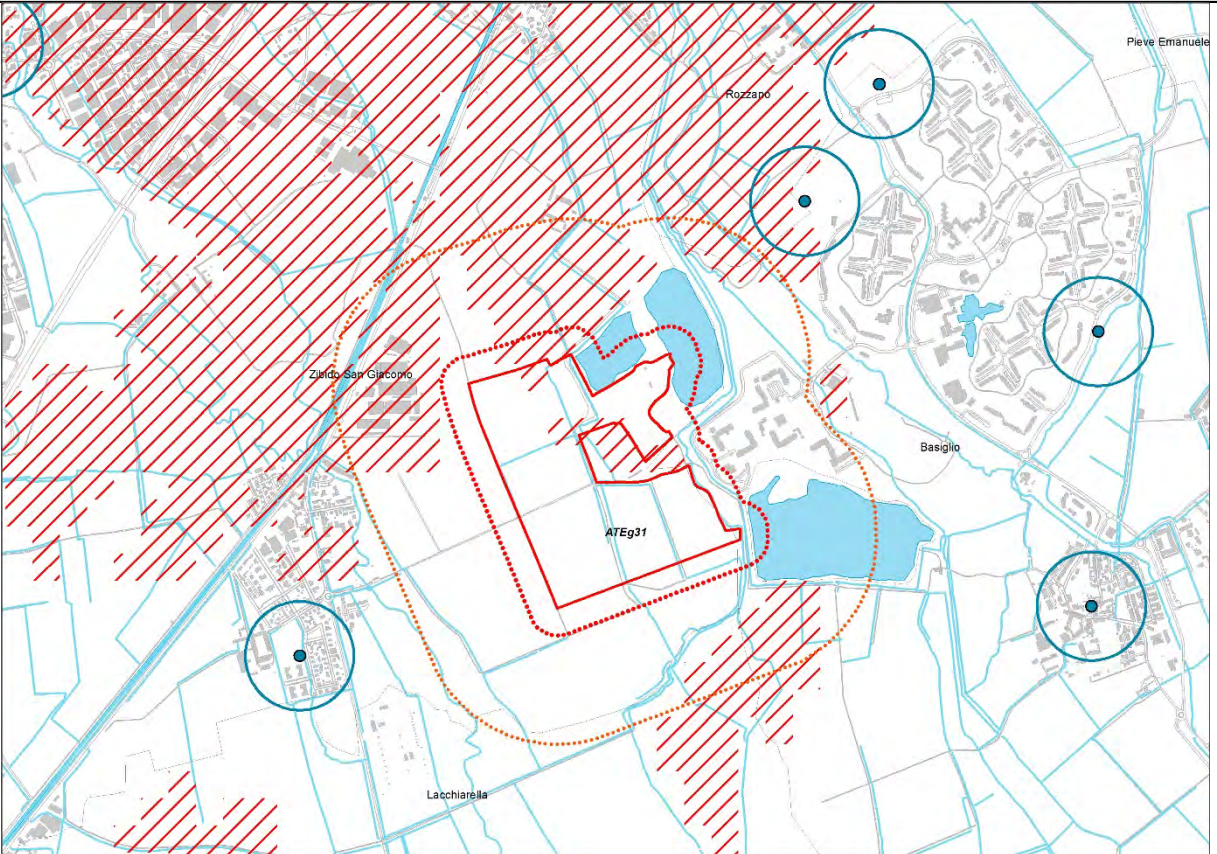 Pieve Emanuele
Rozzano
Zibido San Giacomo
Basiglio
ATEg31
Lacchiarella